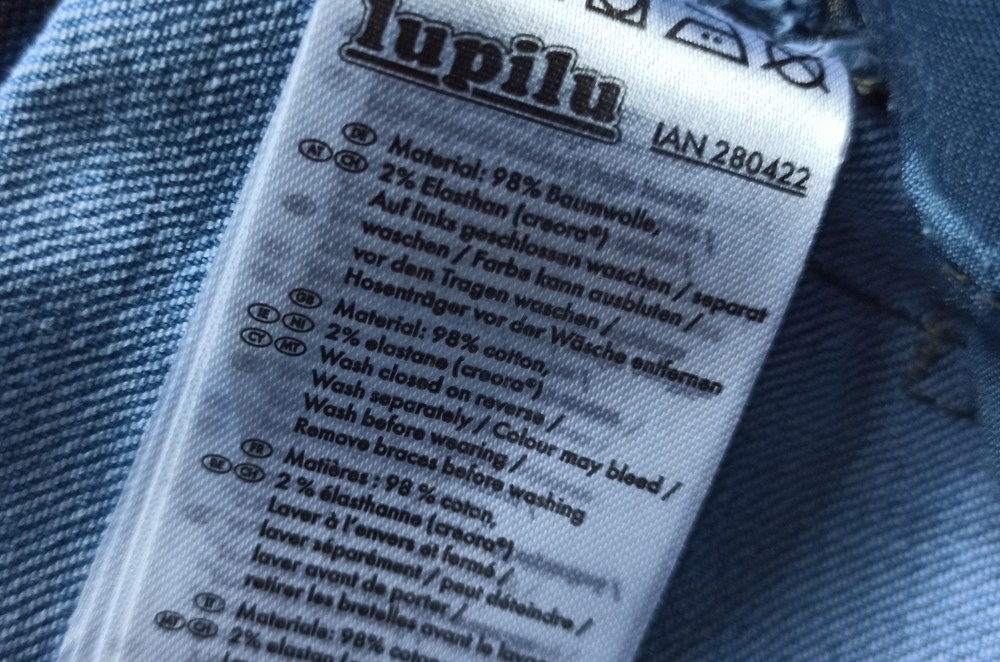 lupilu
IAN 280422
DE
AT CH
Material: 98% Baumwolle,
2% Elasthan (creora®)
Auf links geschlossen waschen / separat
waschen / Farbe kann ausbluten /
vor dem Tragen waschen /
Hosenträger vor der Wäsche entfernen
GB
IE NI
CY MT
Material: 98% cotton,
2% elastane (creora®)
Wash closed on reverse /
Wash separately / Colour may bleed /
Wash before wearing /
Remove braces before washing
FR
BE CH
Matières : 98 % coton,
2 % élasthanne (creora®)
Laver à l'envers et fermé /
laver séparément / peut déteindre /
laver avant de porter /
retirer les bretelles avant le
IT
MT CH
Materiale: 98%
2% elastan